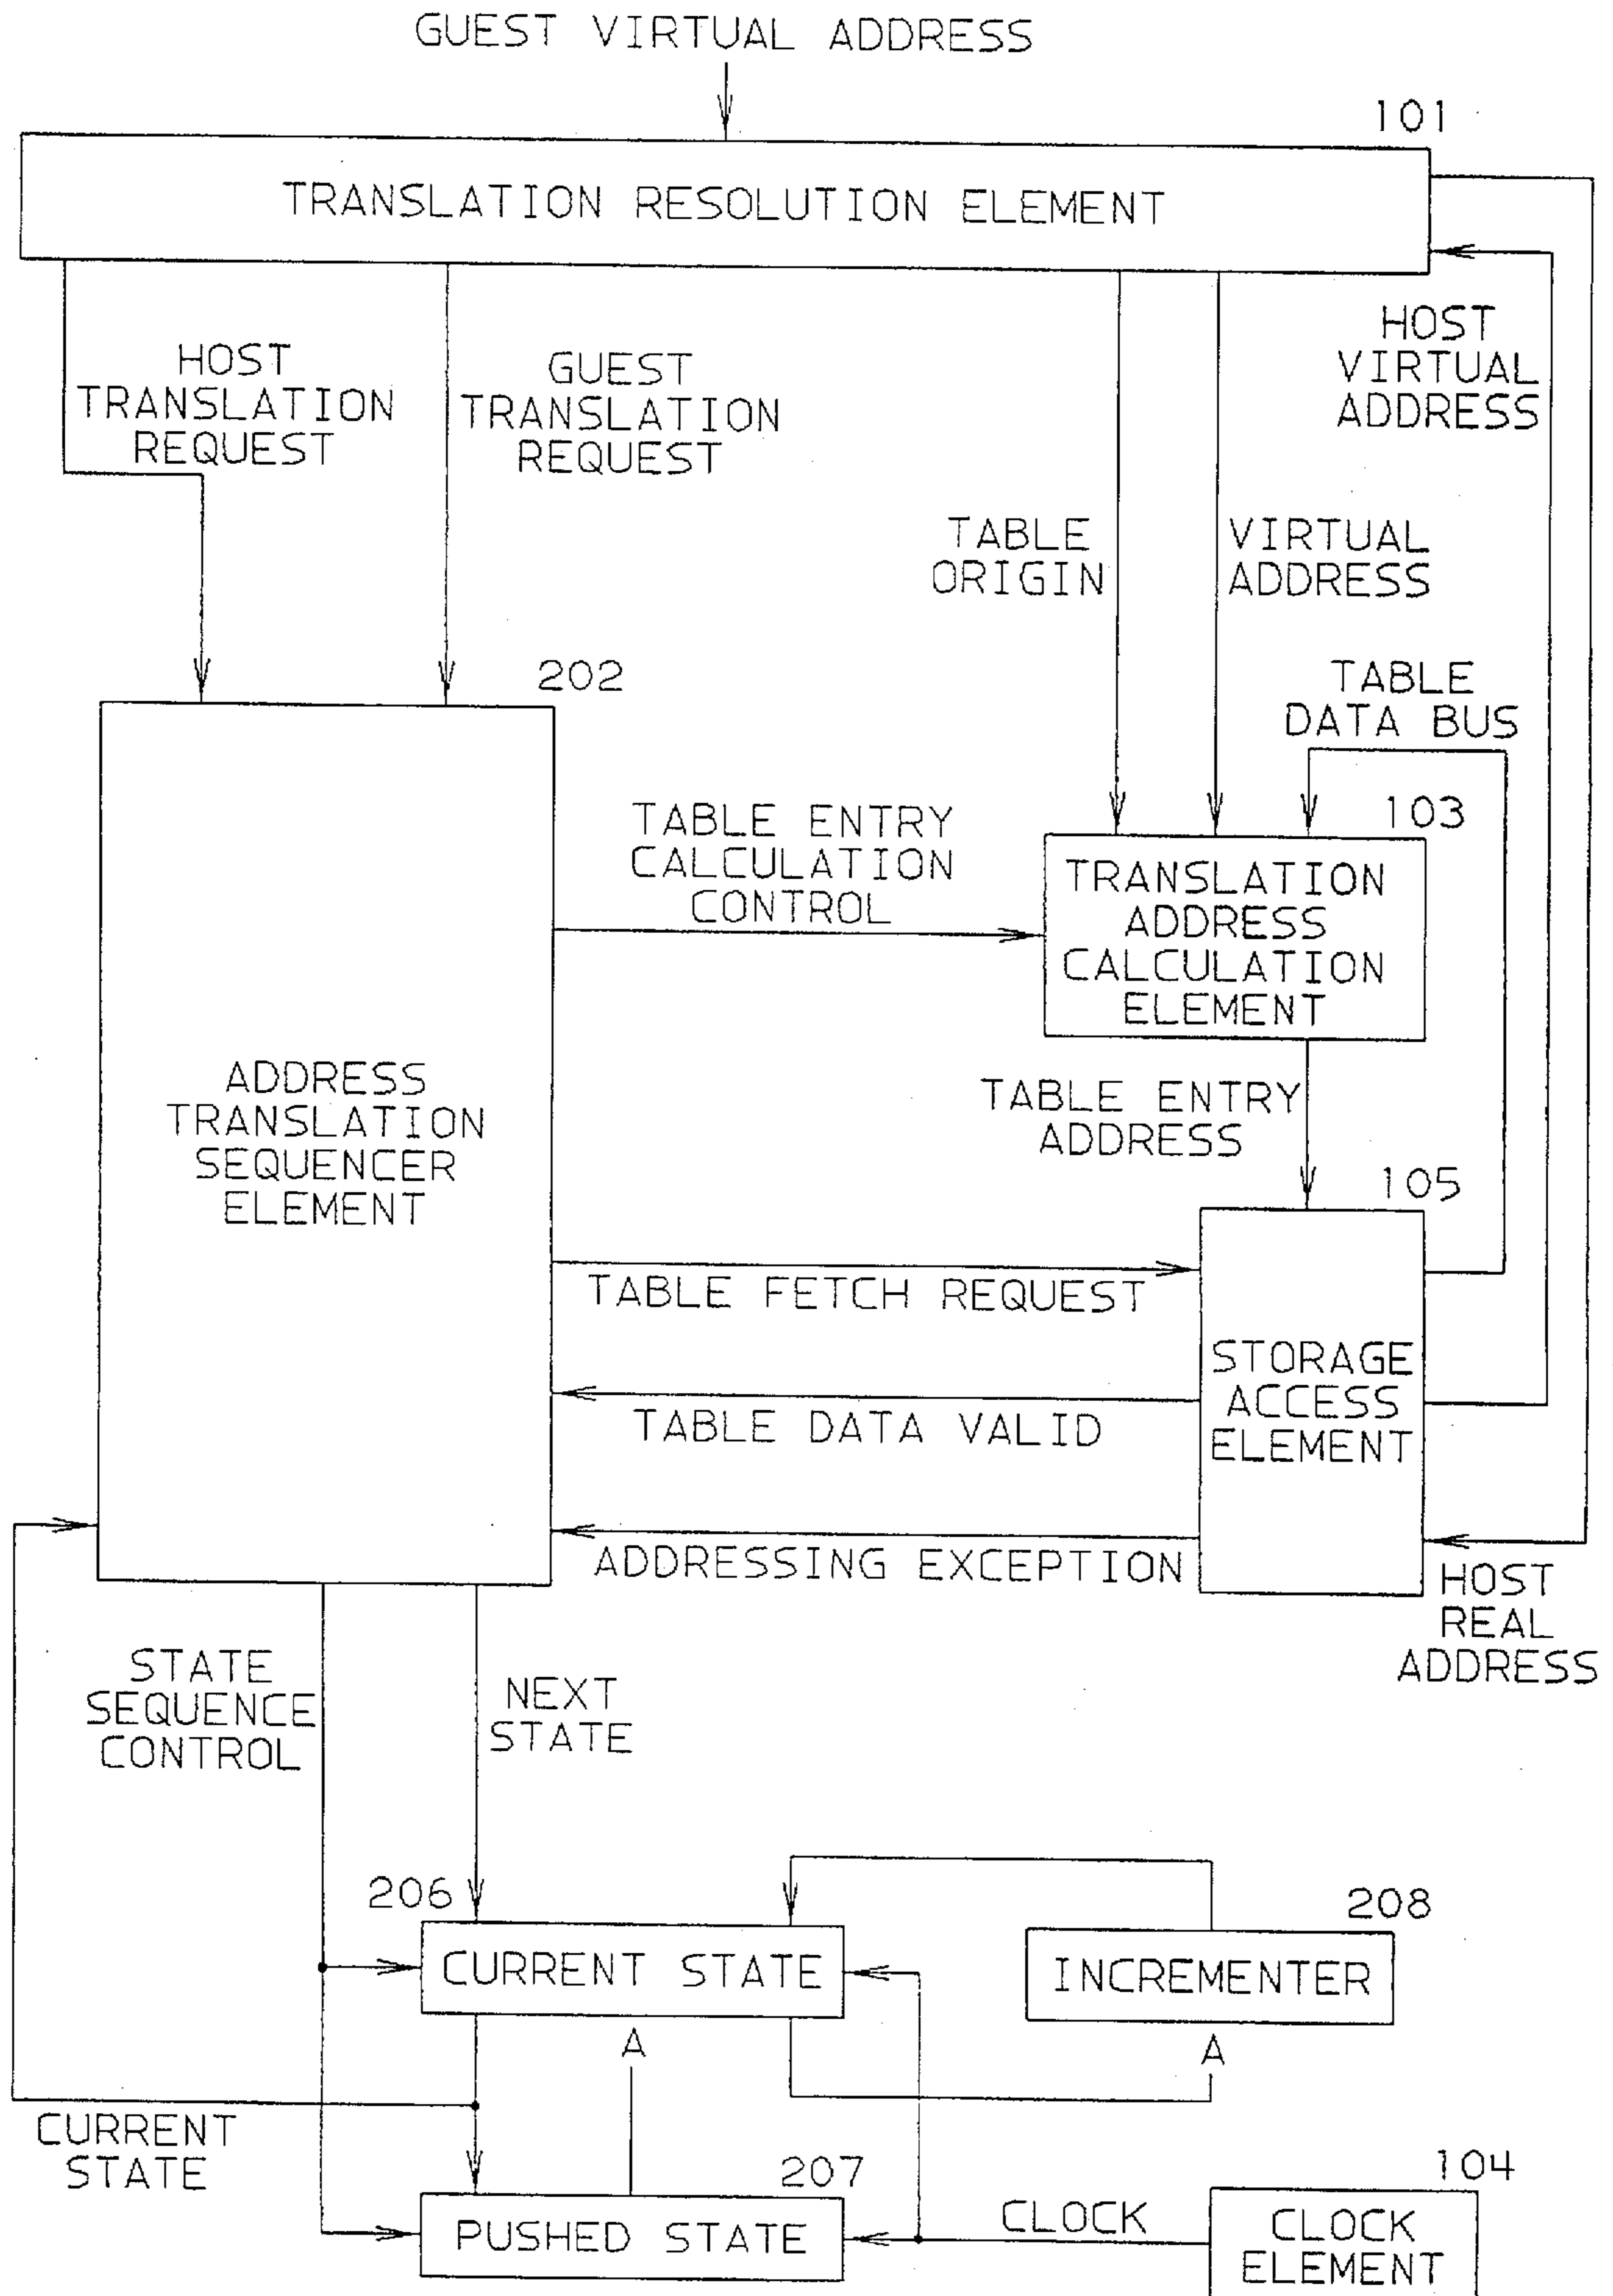 GUEST VIRTUAL ADDRESS
101
TRANSLATION RESOLUTION ELEMENT
HOST
TRANSLATION
REQUEST
GUEST
TRANSLATION
REQUEST
HOST
VIRTUAL
ADDRESS
TABLE
ORIGIN
VIRTUAL
ADDRESS
202
TABLE
DATA BUS
TABLE ENTRY
CALCULATION
CONTROL
103
TRANSLATION
ADDRESS
CALCULATION
ELEMENT
ADDRESS
TRANSLATION
SEQUENCER
ELEMENT
TABLE ENTRY
ADDRESS
105
TABLE FETCH REQUEST
STORAGE
ACCESS
ELEMENT
TABLE DATA VALID
ADDRESSING EXCEPTION
HOST
REAL
ADDRESS
STATE
SEQUENCE
CONTROL
NEXT
STATE
206
208
CURRENT STATE
INCREMENTER
A
A
CURRENT
STATE
207
104
PUSHED STATE
CLOCK
CLOCK
ELEMENT